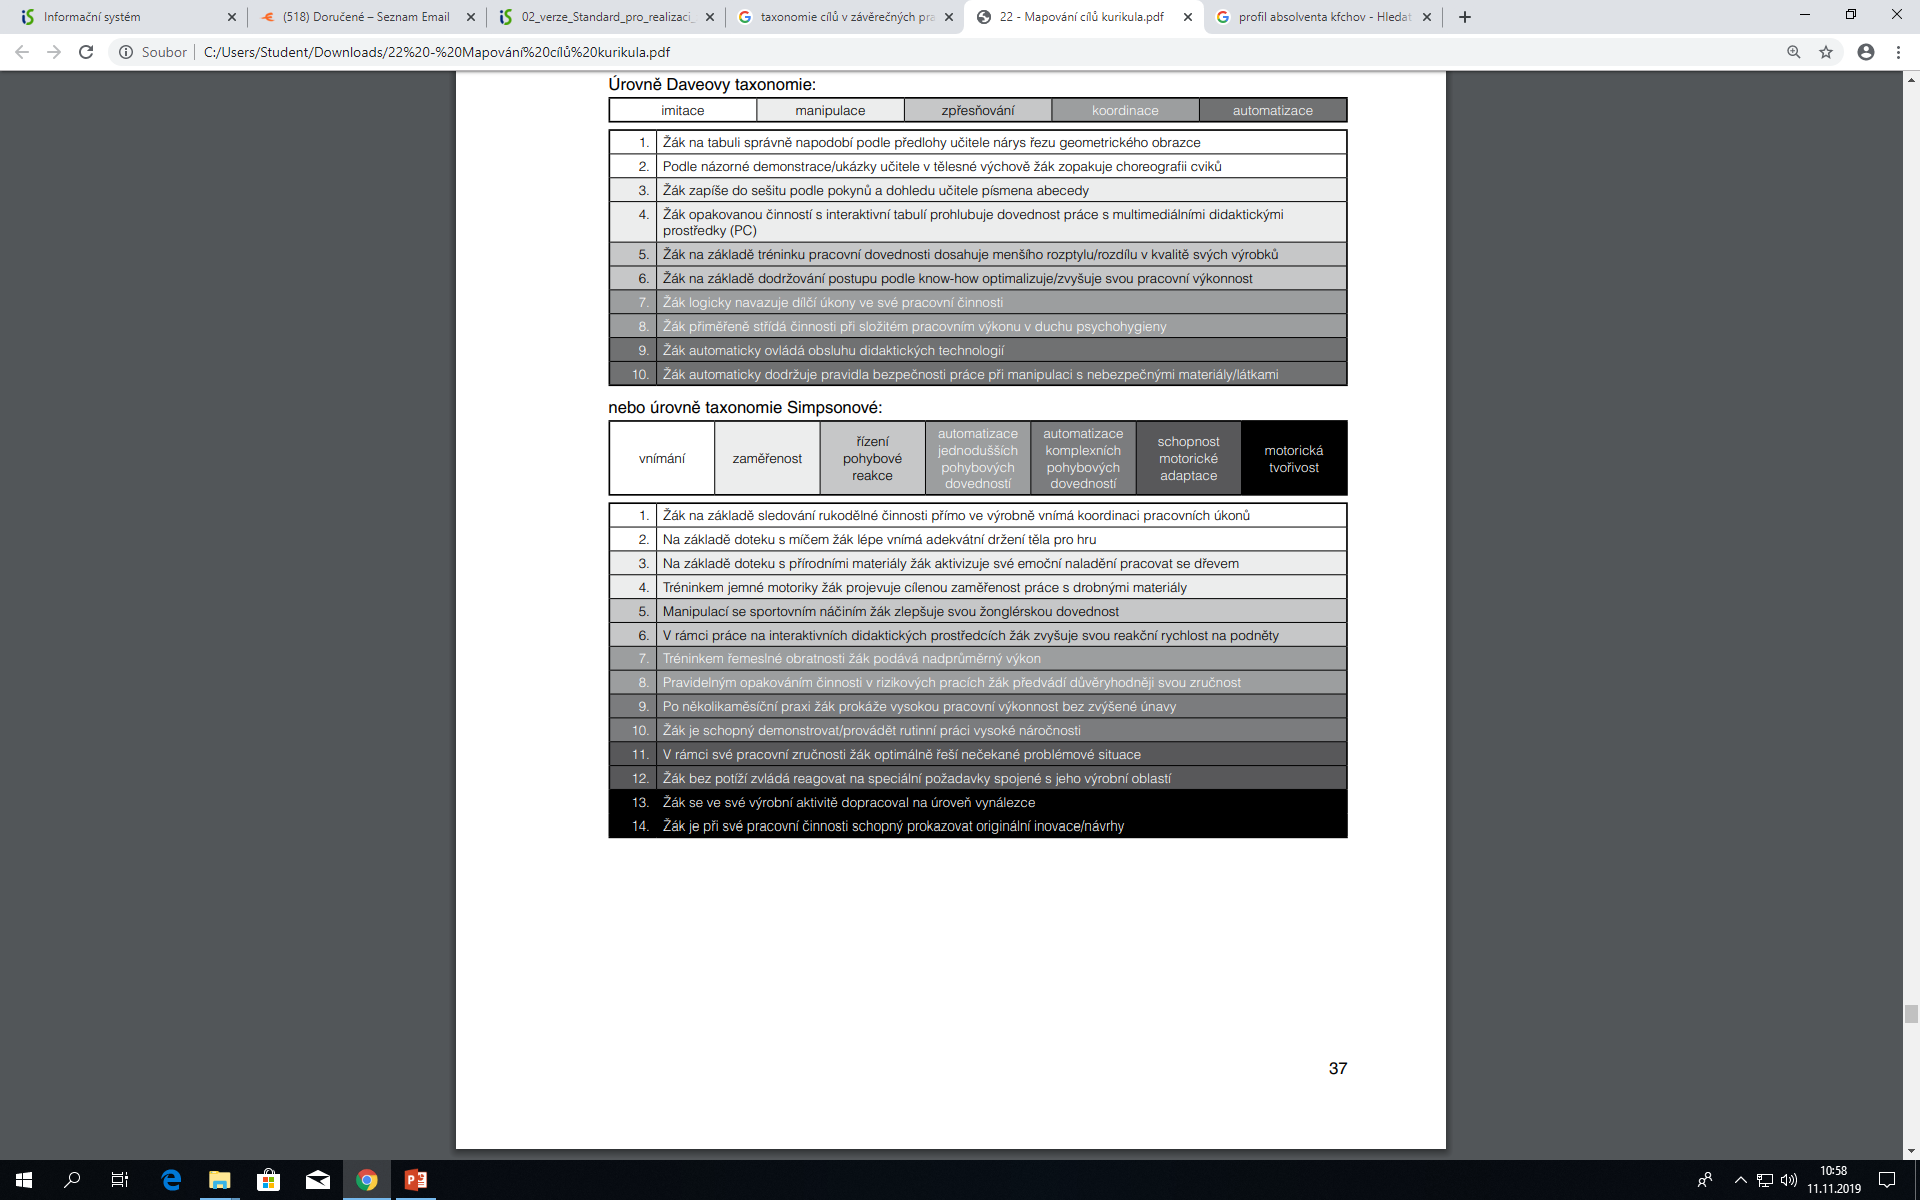 Informační systém
(518) Doručené – Seznam Email
02_verze_Standard_pro_realizaci_
taxonomie cílů v závěrečných pra
22 - Mapování cílů kurikula.pdf
profil absolventa kfchov - Hledat
Soubor
C:/Users/Student/Downloads/22%20-%20Mapování%20cílů%20kurikula.pdf
Úrovně Daveovy taxonomie:
imitace manipulace zpřesňování koordinace automatizace
1. Žák na tabuli správně napodobí podle předlohy učitele nárys řezu geometrického obrazce
2. Podle názorné demonstrace/ukázky učitele v tělesné výchově žák zopakuje choreografii cviků
3. Žák zapíše do sešitu podle pokynů a dohledu učitele písmena abecedy
4. Žák opakovanou činností s interaktivní tabulí prohlubuje dovednost práce s multimediálními didaktickými
prostředky (PC)
5. Žák na základě tréninku pracovní dovednosti dosahuje menšího rozptylu/rozdílu v kvalitě svých výrobků
6. Žák na základě dodržování postupu podle know-how optimalizuje/zvyšuje svou pracovní výkonnost
7. Žák logicky navazuje dílčí úkony ve své pracovní činnosti
8. Žák přiměřeně střídá činnosti při složitém pracovním výkonu v duchu psychohygieny
9. Žák automaticky ovládá obsluhu didaktických technologií
10. Žák automaticky dodržuje pravidla bezpečnosti práce při manipulaci s nebezpečnými materiály/látkami
nebo úrovně taxonomie Simpsonové:
vnímání
zaměřenost
řízení
pohybové
reakce
automatizace
jednodušších
pohybových
dovedností
automatizace
komplexních
pohybových
dovedností
schopnost
motorické
adaptace
motorická
tvořivost
1. Žák na základě sledování rukodělné činnosti přímo ve výrobně vnímá koordinaci pracovních úkonů
2. Na základě doteku s míčem žák lépe vnímá adekvátní držení těla pro hru
3. Na základě doteku s přírodními materiály žák aktivizuje své emoční naladění pracovat se dřevem
4. Tréninkem jemné motoriky žák projevuje cílenou zaměřenost práce s drobnými materiály
5. Manipulací se sportovním náčiním žák zlepšuje svou žonglérskou dovednost
6. V rámci práce na interaktivních didaktických prostředcích žák zvyšuje svou reakční rychlost na podněty
7. Tréninkem řemeslné obratnosti žák podává nadprůměrný výkon
8. Pravidelným opakováním činnosti v rizikových pracích žák předvádí důvěryhodněji svou zručnost
9. Po několikaměsíční praxi žák prokáže vysokou pracovní výkonnost bez zvýšené únavy
10. Žák je schopný demonstrovat/provádět rutinní práci vysoké náročnosti
11. V rámci své pracovní zručnosti žák optimálně řeší nečekané problémové situace
12. Žák bez potíží zvládá reagovat na speciální požadavky spojené s jeho výrobní oblastí
13. Žák se ve své výrobní aktivitě dopracoval na úroveň vynálezce
14. Žák je při své pracovní činnosti schopný prokazovat originální inovace/návrhy
37
10:58
11.11.2019